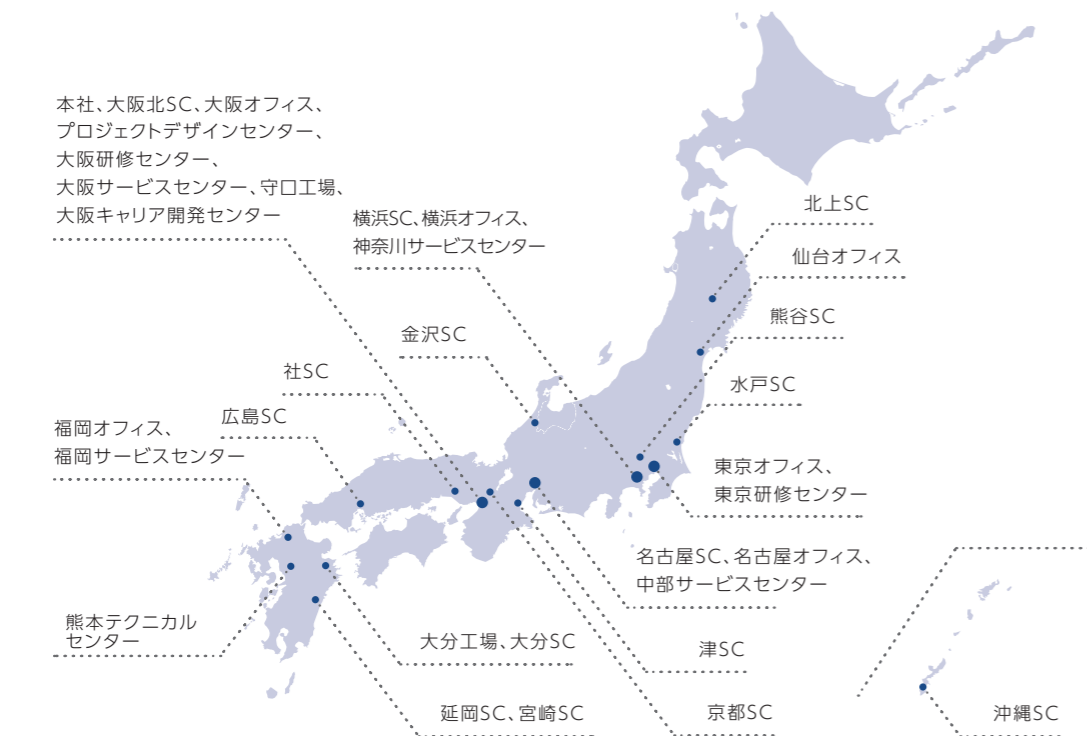 本社、大阪北SC、大阪オフィス、
プロジェクトデザインセンター、
大阪研修センター、
大阪サービスセンター、守口工場、
大阪キャリア開発センター
横浜SC、横浜オフィス、
神奈川サービスセンター
北上SC
仙台オフィス
熊谷SC
金沢SC
社SC
水戸SC
広島SC
福岡オフィス、
福岡サービスセンター
東京オフィス、
東京研修センター
名古屋SC、名古屋オフィス、
中部サービスセンター
熊本テクニカル
センター
大分工場、大分SC
津SC
延岡SC、宮崎SC
京都SC
沖縄SC